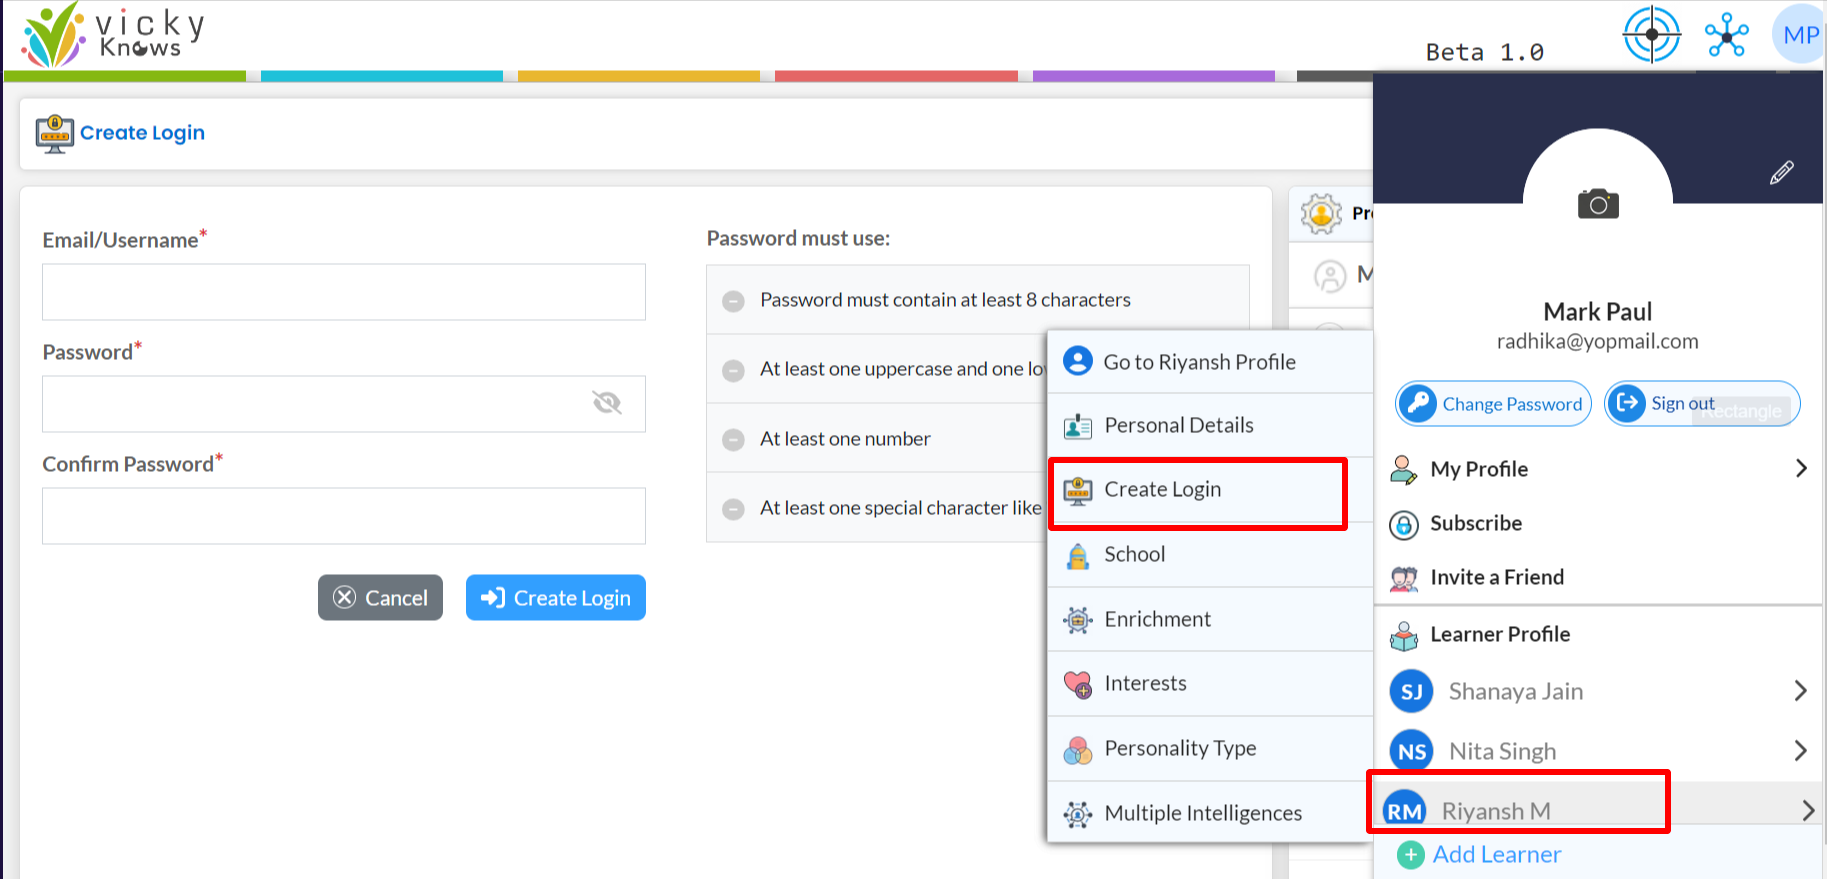 vicky
Knows
Beta 1.0
MP
Create Login
Email/Username*
Password*
Confirm Password*
Cancel
Create Login
Password must use:
Password must contain at least 8 characters
At least one uppercase and one lo
At least one number
At least one special character like
Pr
M
Go to Riyansh Profile
Personal Details
Create Login
School
Enrichment
Interests
Personality Type
Multiple Intelligences
Mark Paul
radhika@yopmail.com
Change Password
Sign out
Rectangle
My Profile
Subscribe
Invite a Friend
Learner Profile
SJ Shanaya Jain
NS Nita Singh
RM Riyansh M
Add Learner